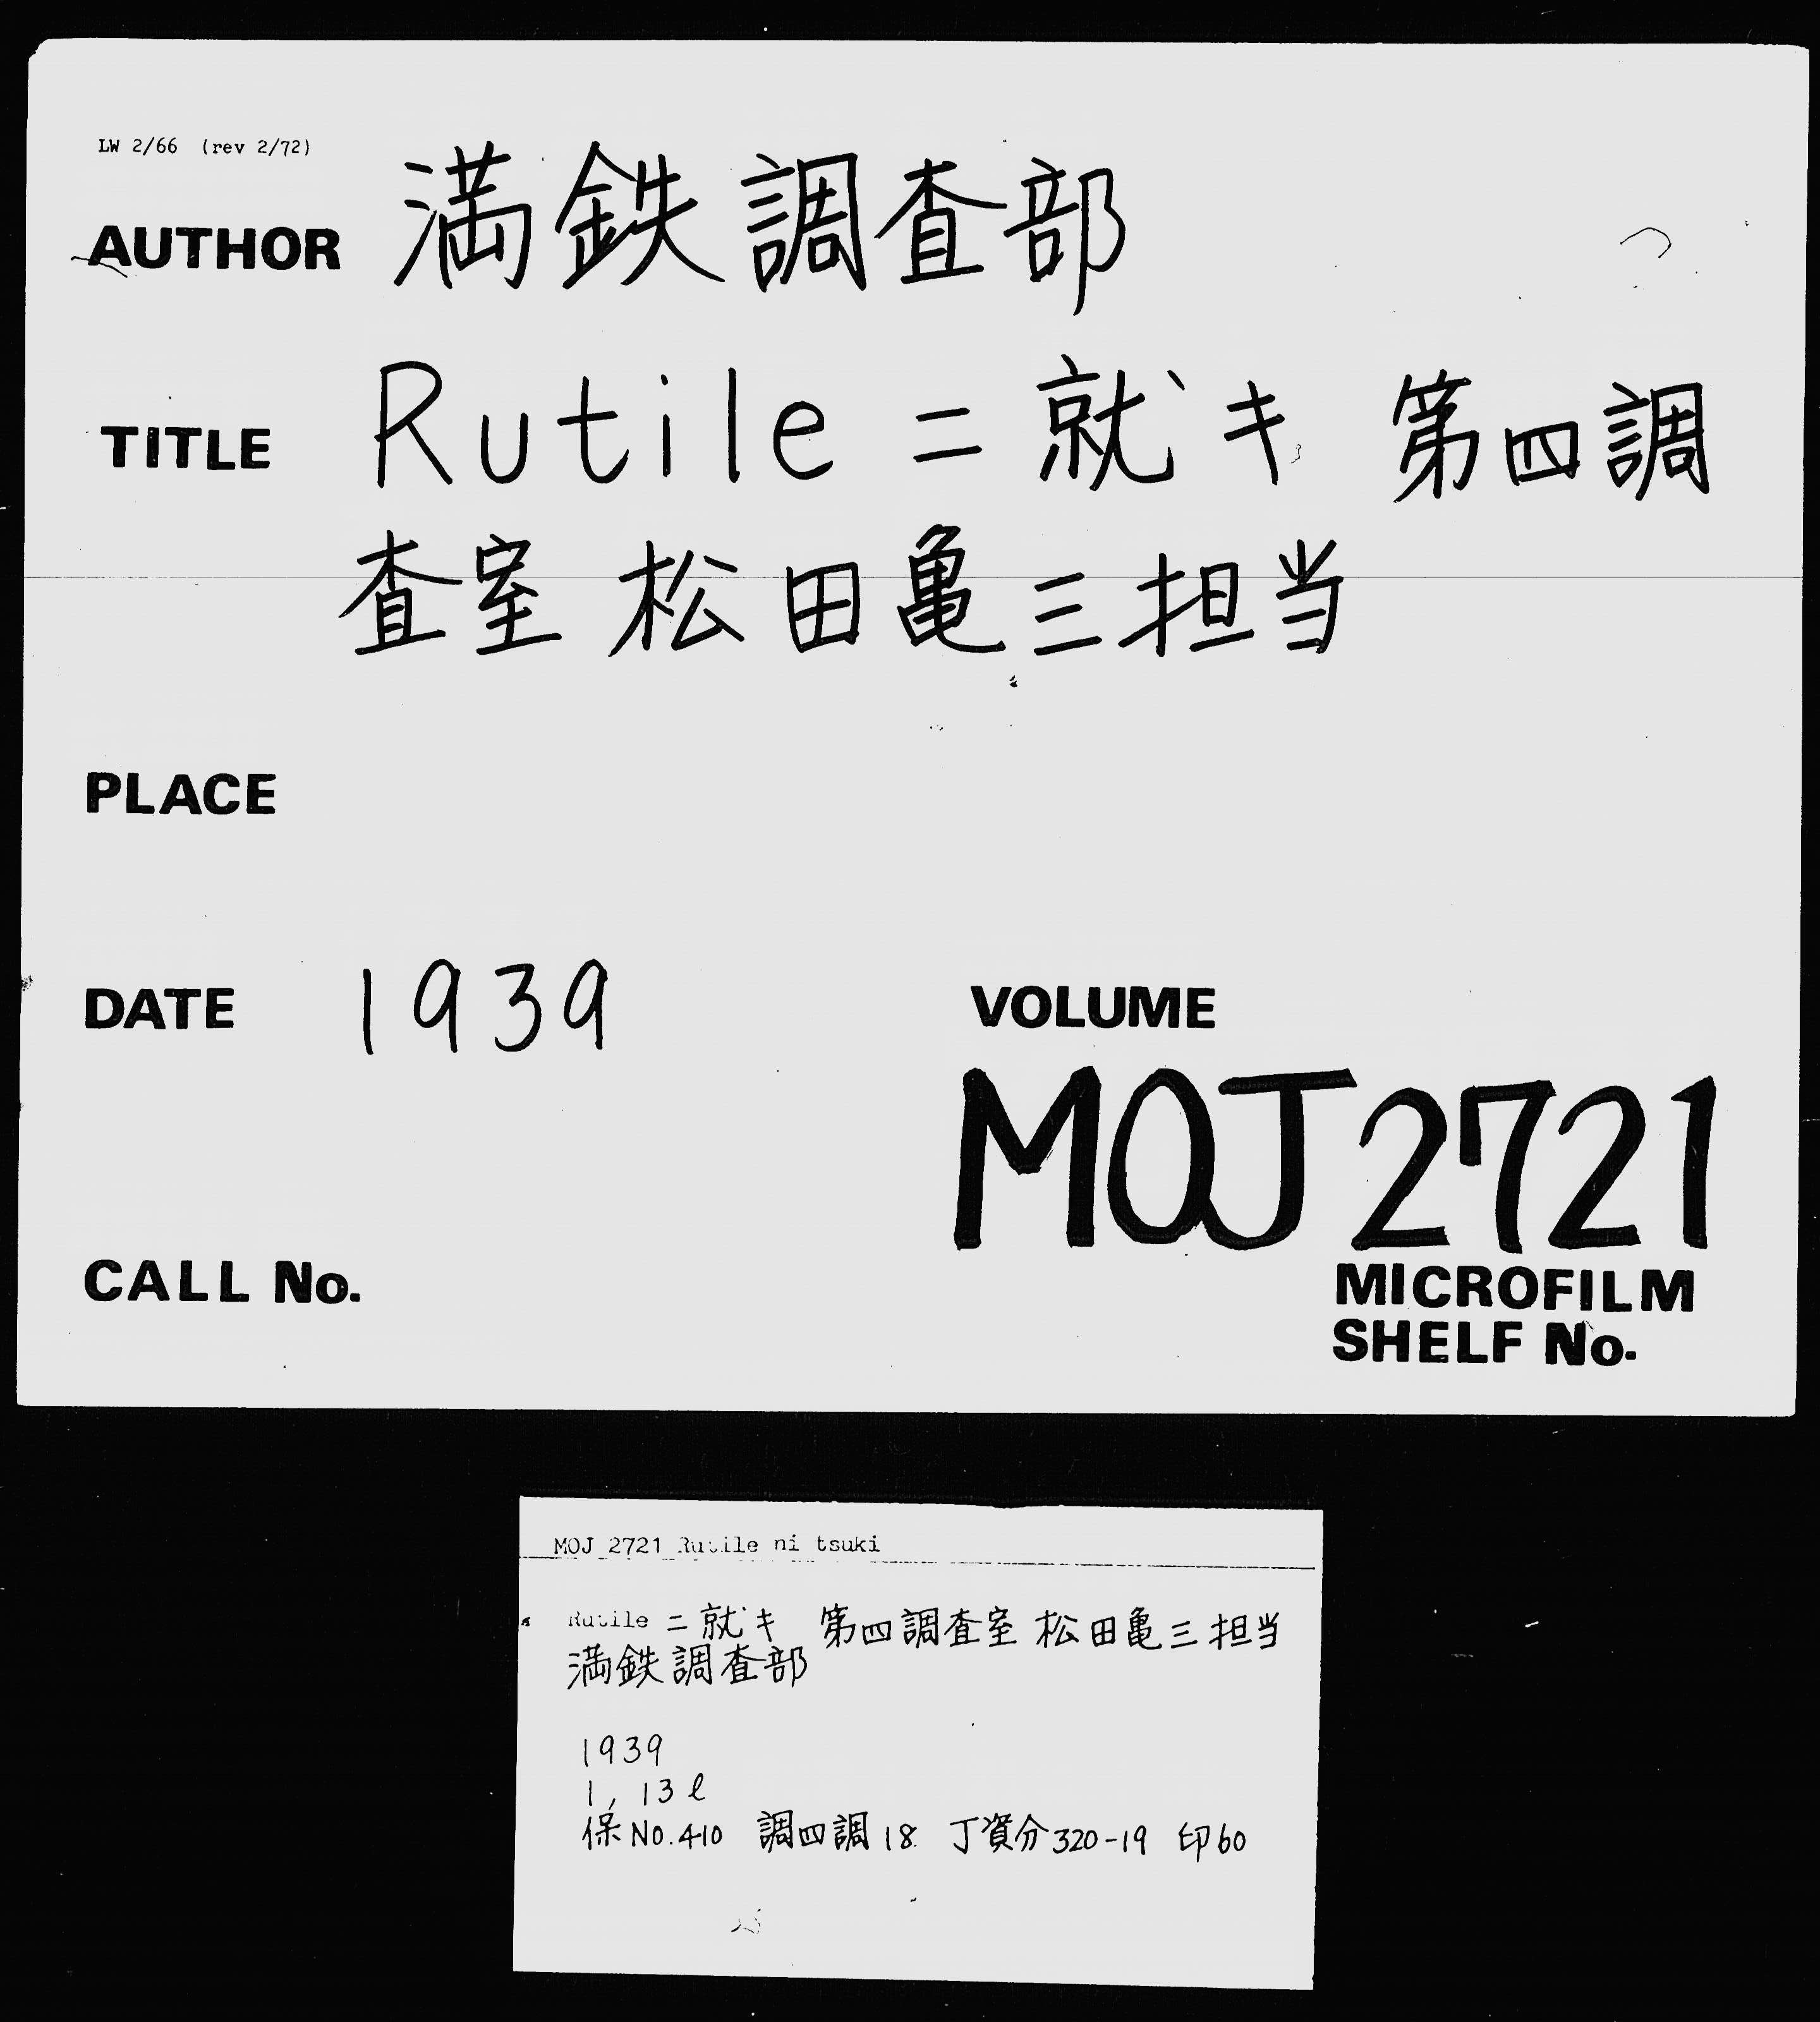 LW 2/66 (rev 2/72)
AUTHOR 満鉄調査部
TITLE Rutile ニ就キ 第四調
査室 松田亀三担当
PLACE
DATE 1939
VOLUME
MOJ 2721
CALL No.
MICROFILM
SHELF No.
MOJ 2721 Rutile ni tsuki
Rutile ニ就キ 第四調査室 松田亀三担当
満鉄調査部
1939
1, 13ℓ
保No.410 調四調18. 丁資分320-19 印60